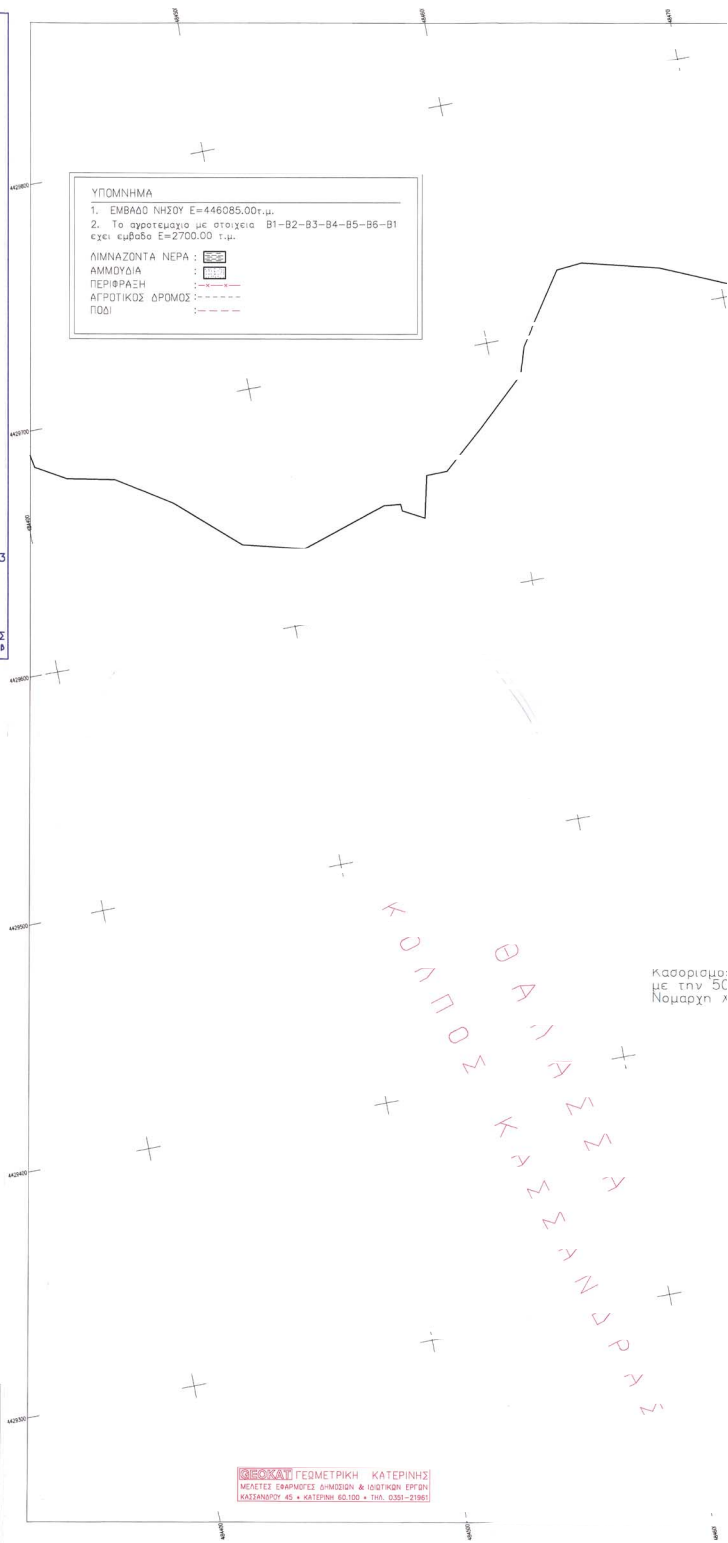 ΥΠΟΜΝΗΜΑ
1. ΕΜΒΑΔΟ ΝΗΣΟΥ Ε=446085.00τ.μ.
2. Το αγροτεμαχιο με στοιχεια Β1-Β2-Β3-Β4-Β5-Β6-Β1
εχει εμβαδο Ε=2700.00 τ.μ.
ΛΙΜΝΑΖΟΝΤΑ ΝΕΡΑ :
ΑΜΜΟΥΔΙΑ :
ΠΕΡΙΦΡΑΞΗ :
ΑΓΡΟΤΙΚΟΣ ΔΡΟΜΟΣ :
ΠΟΔΙ :
4429800
4429700
4429600
4429500
4429400
4429300
ΘΑΛΑΣΣΑ
ΚΟΛΠΟΣ ΚΑΣΣΑΝΔΡΑΣ
Κασορισμο
με την 50
Νομαρχη
GEOKAT ΓΕΩΜΕΤΡΙΚΗ ΚΑΤΕΡΙΝΗΣ
ΜΕΛΕΤΕΣ ΕΦΑΡΜΟΓΕΣ ΔΗΜΟΣΙΩΝ & ΙΔΙΩΤΙΚΩΝ ΕΡΓΩΝ
ΚΑΣΣΑΝΔΡΟΥ 45 * ΚΑΤΕΡΙΝΗ 60.100 * ΤΗΛ. 0351-21961